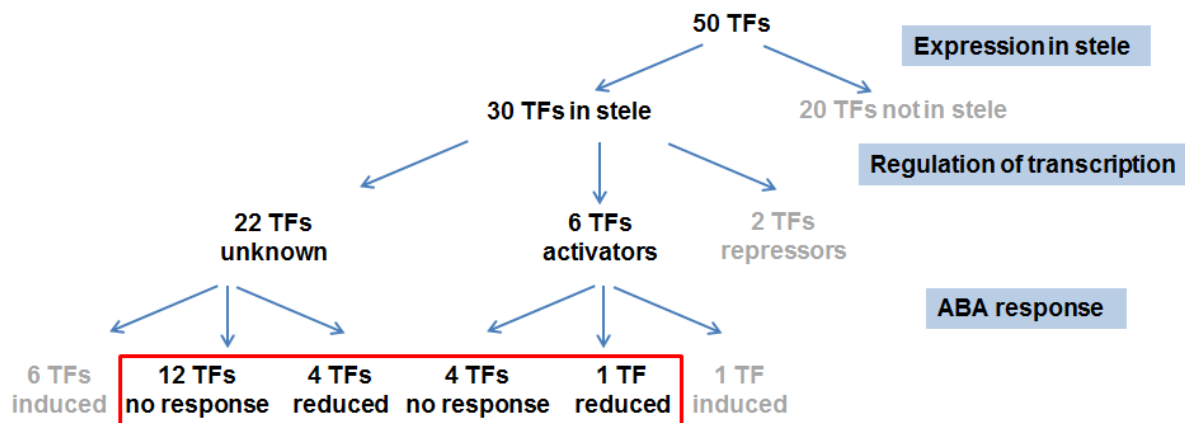 50 TFs
Expression in stele
30 TFs in stele
20 TFs not in stele
Regulation of transcription
22 TFs
unknown
6 TFs
activators
2 TFs
repressors
ABA response
6 TFs
induced
12 TFs
no response
4 TFs
reduced
4 TFs
no response
1 TF
reduced
1 TF
induced